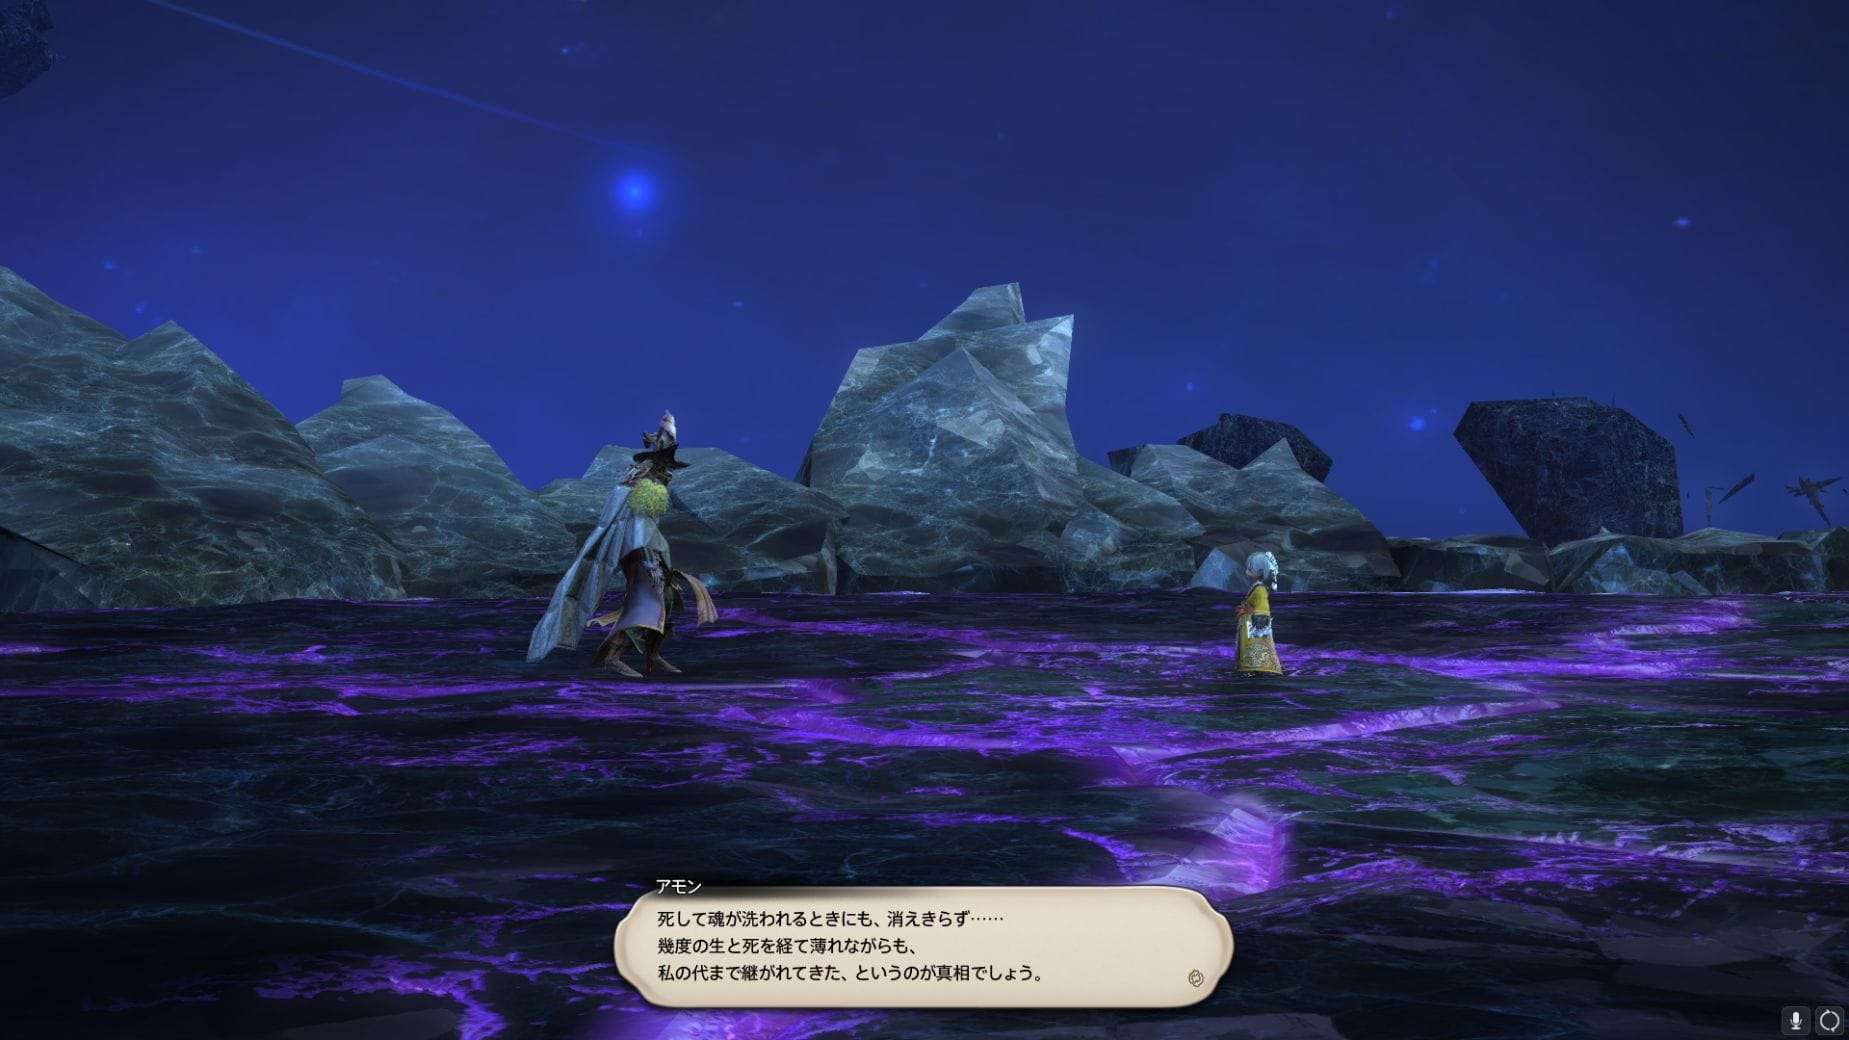 アモン
死して魂が洗われるときにも、消えきらず……
幾度の生と死を経て薄れながらも、
私の代まで継がれてきた、というのが真相でしょう。